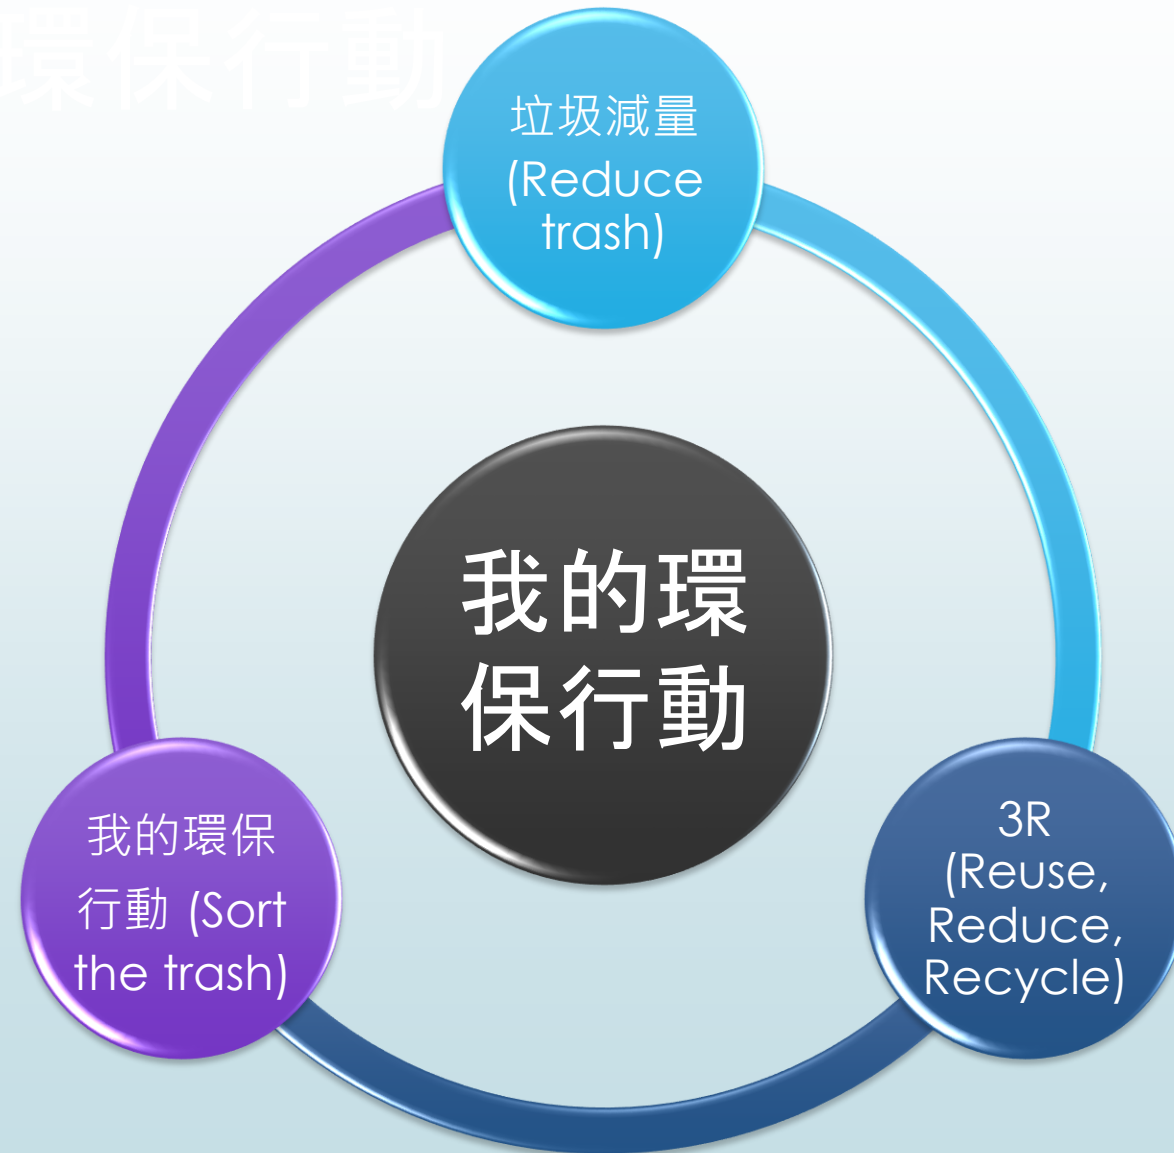 環保行動
垃圾減量
(Reduce
trash)
我的環
保行動
我的環保
行動 (Sort
the trash)
3R
(Reuse,
Reduce,
Recycle)